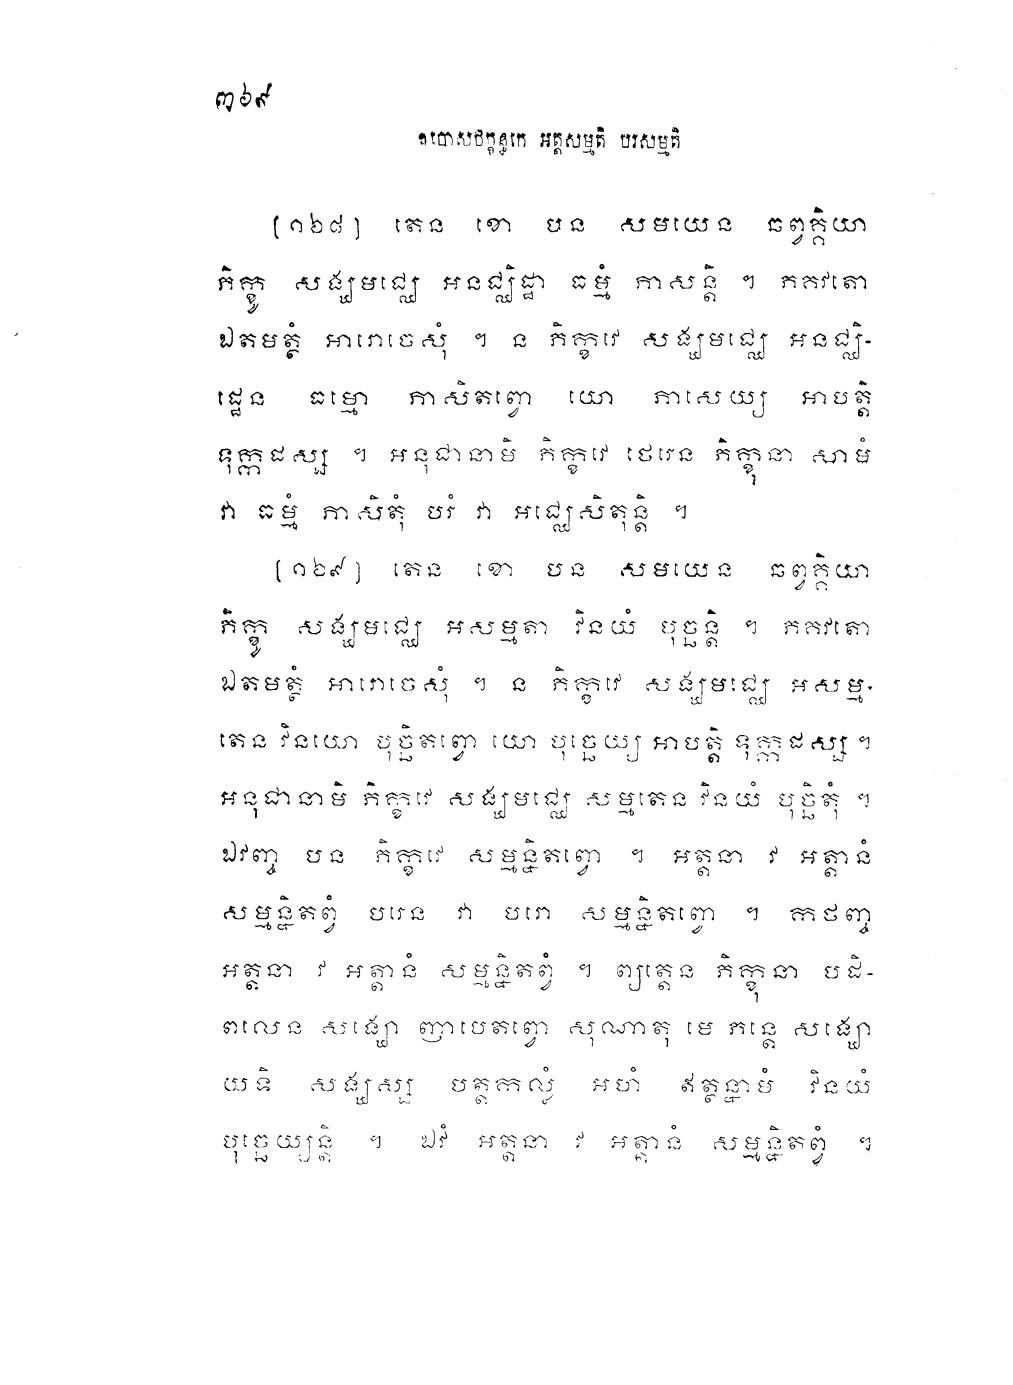 ៣៦៩
ឧបោសថក្ខន្ធកេ អត្តសម្មតិ បរសម្មតិ
[១៦៨] តេន ខោ បន សមយេន ឆព្វគ្គិយា
ភិក្ខូ សង្ឃមជ្ឈេ អនជ្ឈិដ្ឋា ធម្មំ ភាសន្តិ ។ ភគវតោ
ឯតមត្ថំ អារោចេសុំ ។ ន ភិក្ខវេ សង្ឃមជ្ឈេ អនជ្ឈិ-
ដ្ឋេន ធម្មោ ភាសិតព្វោ យោ ភាសេយ្យ អាបត្តិ
ទុក្កដស្ស ។ អនុជានាមិ ភិក្ខវេ ថេរេន ភិក្ខុនា សាមំ
វា ធម្មំ ភាសិតុំ បរំ វា អជ្ឈេសិតុន្តិ ។
[១៦៩] តេន ខោ បន សមយេន ឆព្វគ្គិយា
ភិក្ខូ សង្ឃមជ្ឈេ អសម្មតា វិនយំ បុច្ឆន្តិ ។ ភគវតោ
ឯតមត្ថំ អារោចេសុំ ។ ន ភិក្ខវេ សង្ឃមជ្ឈេ អសម្ម-
តេន វិនយោ បុច្ឆិតព្វោ យោ បុច្ឆេយ្យ អាបត្តិ ទុក្កដស្ស ។
អនុជានាមិ ភិក្ខវេ សង្ឃមជ្ឈេ សម្មតេន វិនយំ បុច្ឆិតុំ ។
ឯវញ្ច បន ភិក្ខវេ សម្មន្និតព្វោ ។ អត្តនា វ អត្តានំ
សម្មន្និតព្វំ បរេន វា បរោ សម្មន្និតព្វោ ។ កថញ្ច
អត្តនា វ អត្តានំ សម្មន្និតព្វំ ។ ព្យត្តេន ភិក្ខុនា បដិ-
ពលេន សង្ឃោ ញាបេតព្វោ សុណាតុ មេ ភន្តេ សង្ឃោ
យទិ សង្ឃស្ស បត្តកល្លំ អហំ ឥត្ថន្នាមំ វិនយំ
បុច្ឆេយ្យន្តិ ។ ឯវំ អត្តនា វ អត្តានំ សម្មន្និតព្វំ ។